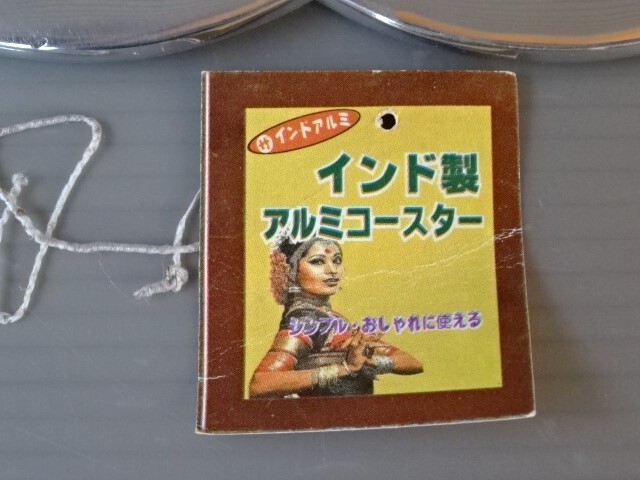 インドアルミ
インド製
アルミコースター
シンプル・おしゃれに使える